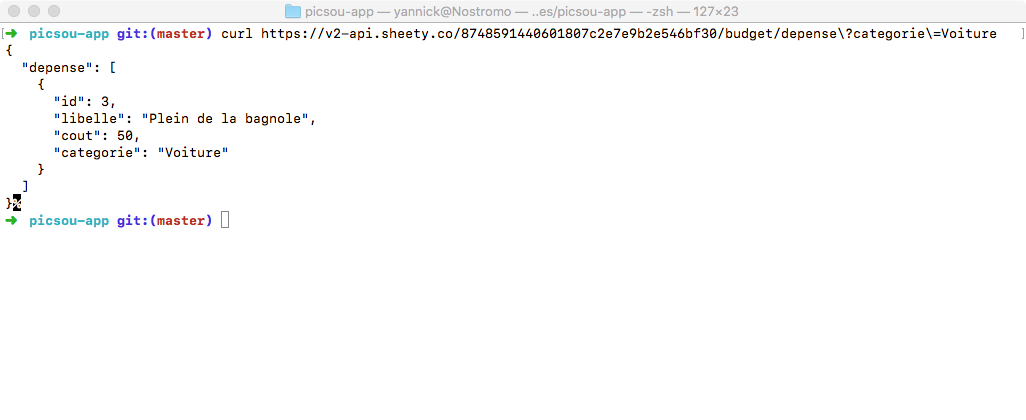 picsou-app — yannick@Nostromo — ..es/picsou-app — -zsh — 127×23
[➜  picsou-app git:(master) curl https://v2-api.sheety.co/8748591440601807c2e7e9b2e546bf30/budget/depense\?categorie\=Voiture ]
{
  "depense": [
    {
      "id": 3,
      "libelle": "Plein de la bagnole",
      "cout": 50,
      "categorie": "Voiture"
    }
  ]
}%
➜  picsou-app git:(master)